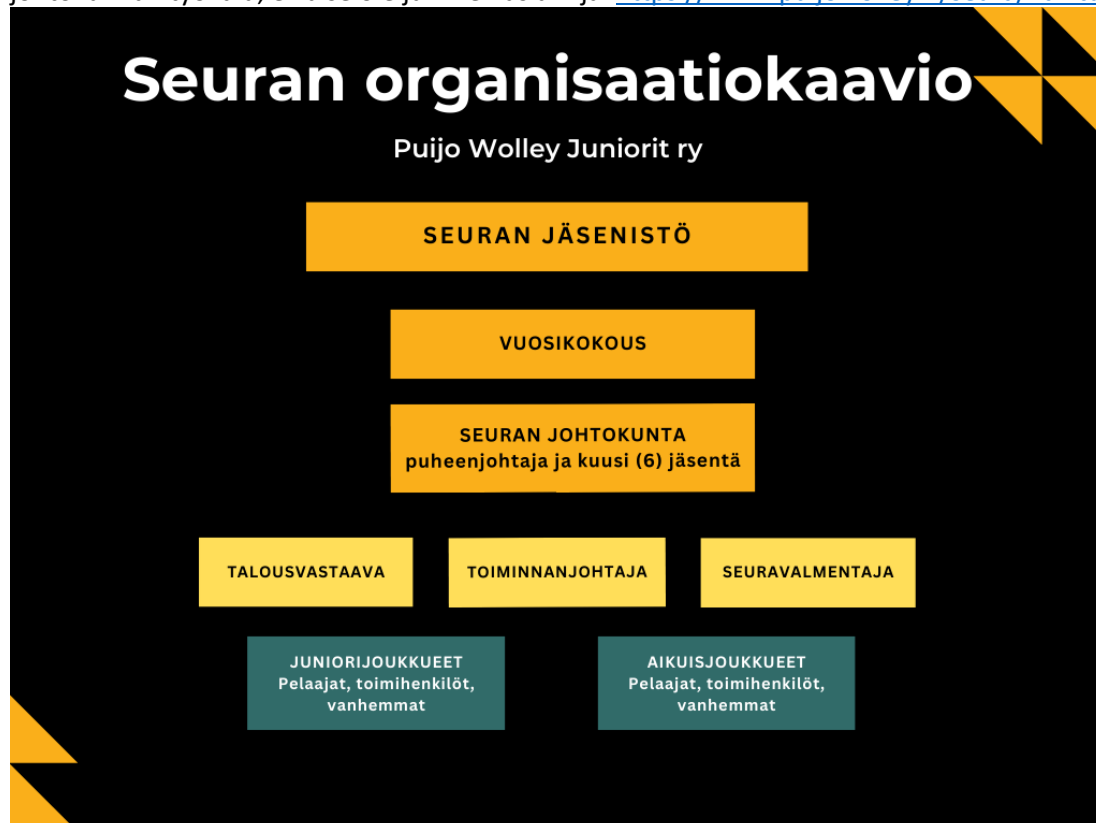 Seuran organisaatiokaavio
Puijo Wolley Juniorit ry
SEURAN JÄSENISTÖ
VUOSIKOKOUS
SEURAN JOHTOKUNTA
puheenjohtaja ja kuusi (6) jäsentä
TALOUSVASTAAVA
TOIMINNANJOHTAJA
SEURAVALMENTAJA
JUNIORIJOUKKUEET
Pelaajat, toimihenkilöt,
vanhemmat
AIKUISJOUKKUEET
Pelaajat, toimihenkilöt,
vanhemmat